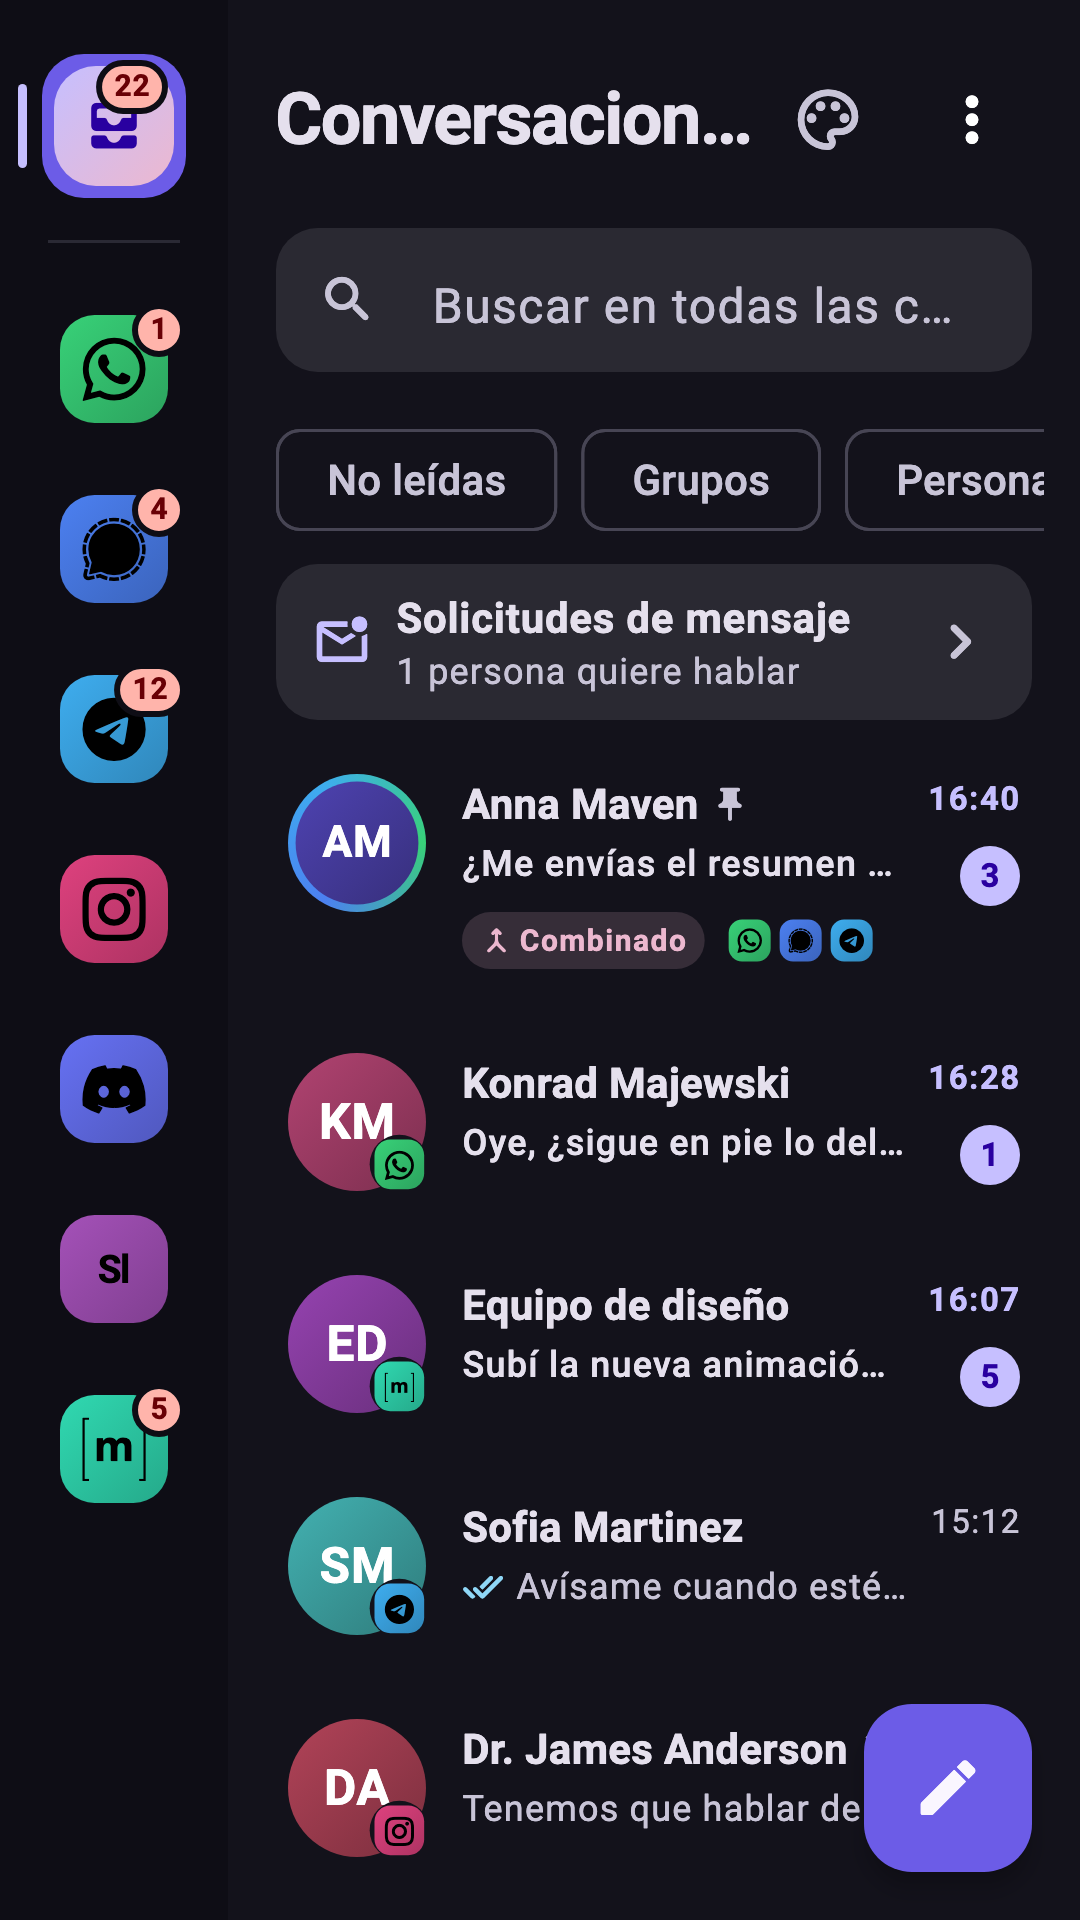 22
Conversacion…
Buscar en todas las c…
No leídas
Grupos
Persona
Solicitudes de mensaje
1 persona quiere hablar
1
4
12
SI
[m]
5
AM
Anna Maven
16:40
¿Me envías el resumen …
3
Combinado
KM
Konrad Majewski
16:28
Oye, ¿sigue en pie lo del…
1
ED
[m]
Equipo de diseño
16:07
Subí la nueva animació…
5
SM
Sofia Martinez
15:12
Avísame cuando esté…
DA
Dr. James Anderson
Tenemos que hablar de